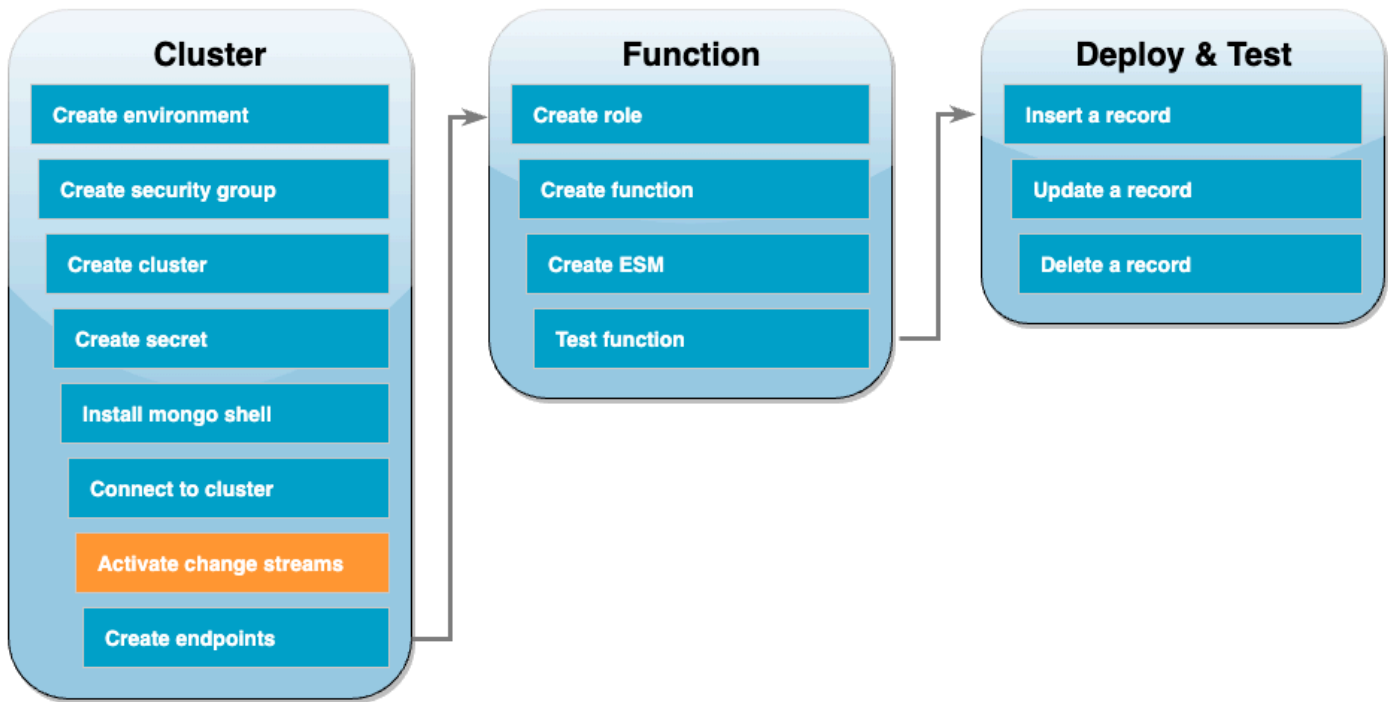 Cluster
Create environment
Create security group
Create cluster
Create secret
Install mongo shell
Connect to cluster
Activate change streams
Create endpoints
Function
Create role
Create function
Create ESM
Test function
Deploy & Test
Insert a record
Update a record
Delete a record